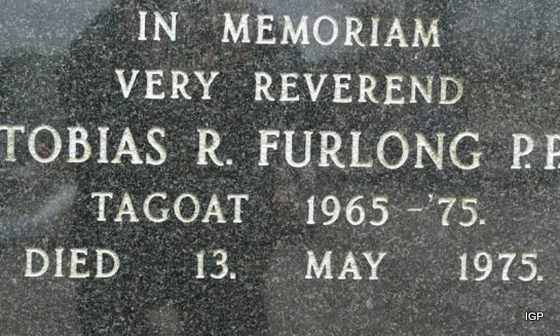 IN MEMORIAM
VERY REVEREND
TOBIAS R. FURLONG P.P
TAGOAT 1965 - '75.
DIED 13. MAY 1975.
IGP